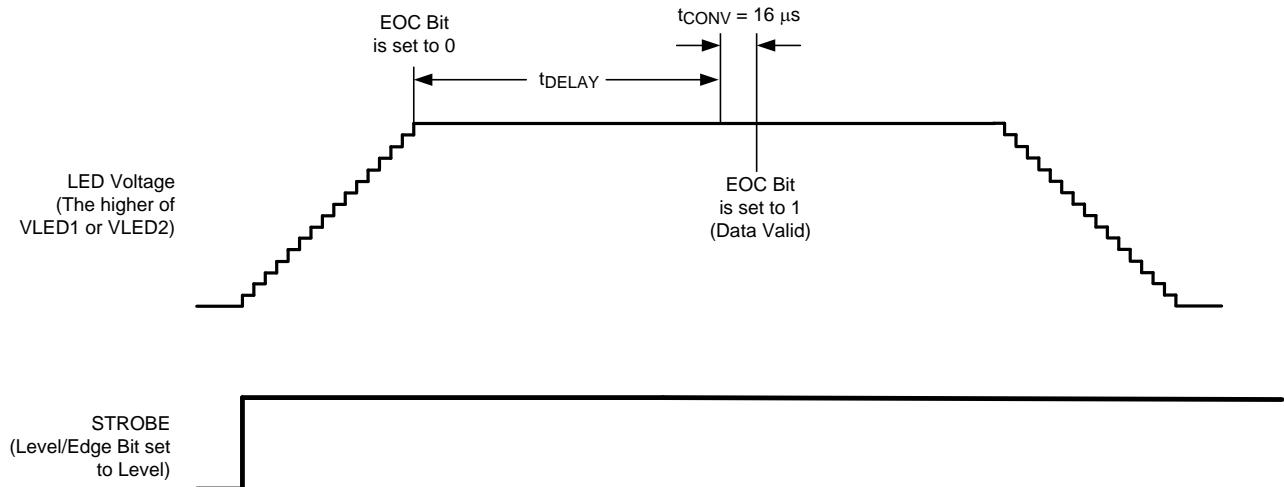 EOC Bit
is set to 0
tCONV = 16 μs
tDELAY
LED Voltage
(The higher of
VLED1 or VLED2)
EOC Bit
is set to 1
(Data Valid)
STROBE
(Level/Edge Bit set
to Level)